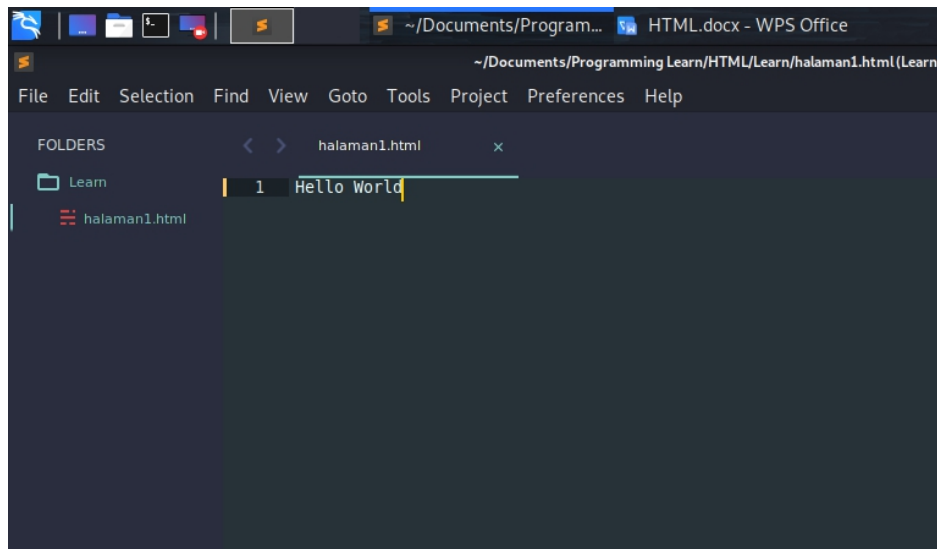 ~/Documents/Program... HTML.docx - WPS Office
~/Documents/Programming Learn/HTML/Learn/halaman1.html (Learn
File Edit Selection Find View Goto Tools Project Preferences Help
FOLDERS
halaman1.html ×
Learn
1 Hello World
halaman1.html